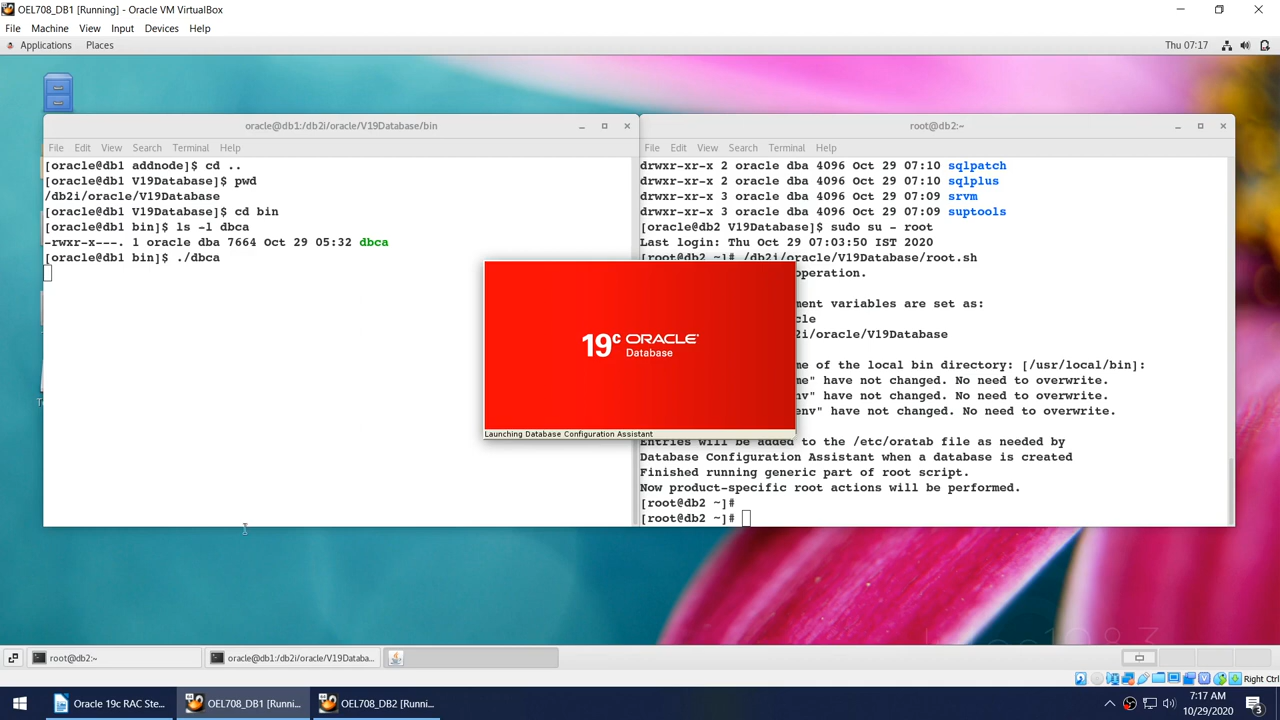 OEL708_DB1 [Running] - Oracle VM VirtualBox
File Machine View Input Devices Help
Applications Places Thu 07:17
oracle@db1:/db2i/oracle/V19Database/bin
File Edit View Search Terminal Help
[oracle@db1 addnode]$ cd ..
[oracle@db1 V19Database]$ pwd
/db2i/oracle/V19Database
[oracle@db1 V19Database]$ cd bin
[oracle@db1 bin]$ ls -l dbca
-rwxr-x---. 1 oracle dba 7664 Oct 29 05:32 dbca
[oracle@db1 bin]$ ./dbca
root@db2:~
File Edit View Search Terminal Help
drwxr-xr-x 2 oracle dba 4096 Oct 29 07:10 sqlpatch
drwxr-xr-x 2 oracle dba 4096 Oct 29 07:10 sqlplus
drwxr-xr-x 3 oracle dba 4096 Oct 29 07:09 srvm
drwxr-xr-x 3 oracle dba 4096 Oct 29 07:09 suptools
[oracle@db2 V19Database]$ sudo su - root
Last login: Thu Oct 29 07:03:50 IST 2020
[root@db2 ~]# /db2i/oracle/V19Database/root.sh
operation.
ment variables are set as:
cle
2i/oracle/V19Database
me of the local bin directory: [/usr/local/bin]:
me" have not changed. No need to overwrite.
nv" have not changed. No need to overwrite.
env" have not changed. No need to overwrite.
Entries will be added to the /etc/oratab file as needed by
Database Configuration Assistant when a database is created
Finished running generic part of root script.
Now product-specific root actions will be performed.
[root@db2 ~]#
[root@db2 ~]#
19c ORACLE
Database
Launching Database Configuration Assistant
root@db2:~
oracle@db1:/db2i/oracle/V19Databa...
Right Ctrl
Oracle 19c RAC Ste...
OEL708_DB1 [Runni...
OEL708_DB2 [Runni...
7:17 AM
10/29/2020
3